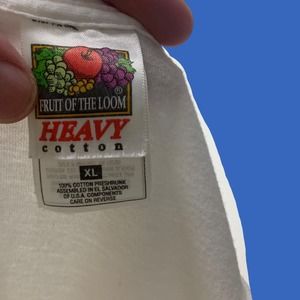 FRUIT OF THE LOOM®
HEAVY
cotton
XL
100% COTTON PRESHRUNK
ASSEMBLED IN EL SALVADOR
OF U.S.A. COMPONENTS
CARE ON REVERSE